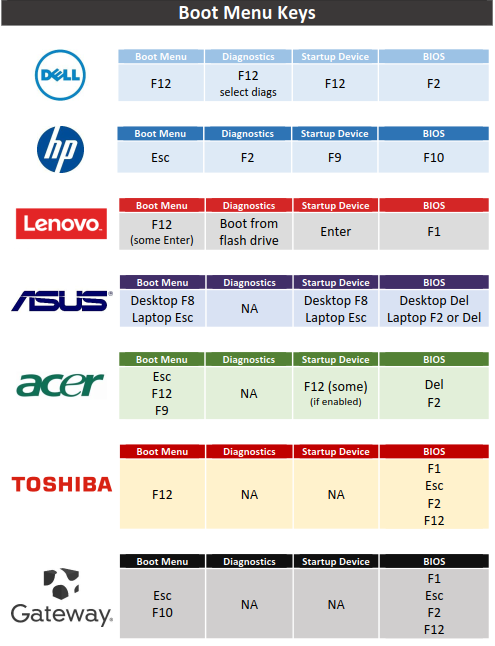 Boot Menu Keys
DELL
Boot Menu Diagnostics Startup Device BIOS
F12 F12 F12 F2
select diags
hp
Boot Menu Diagnostics Startup Device BIOS
Esc F2 F9 F10
Lenovo
Boot Menu Diagnostics Startup Device BIOS
F12 Boot from Enter F1
(some Enter) flash drive
ASUS
Boot Menu Diagnostics Startup Device BIOS
Desktop F8 NA Desktop F8 Desktop Del
Laptop Esc Laptop Esc Laptop F2 or Del
acer
Boot Menu Diagnostics Startup Device BIOS
Esc
F12 NA F12 (some) Del
F9 (if enabled) F2
TOSHIBA
Boot Menu Diagnostics Startup Device BIOS
F12 NA NA F1
Esc
F2
F12
Gateway
Boot Menu Diagnostics Startup Device BIOS
Esc NA NA F1
F10 Esc
F2
F12